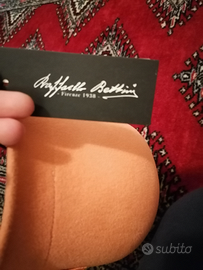 Raffaello Bettini
- Firenze 1938 -
subito